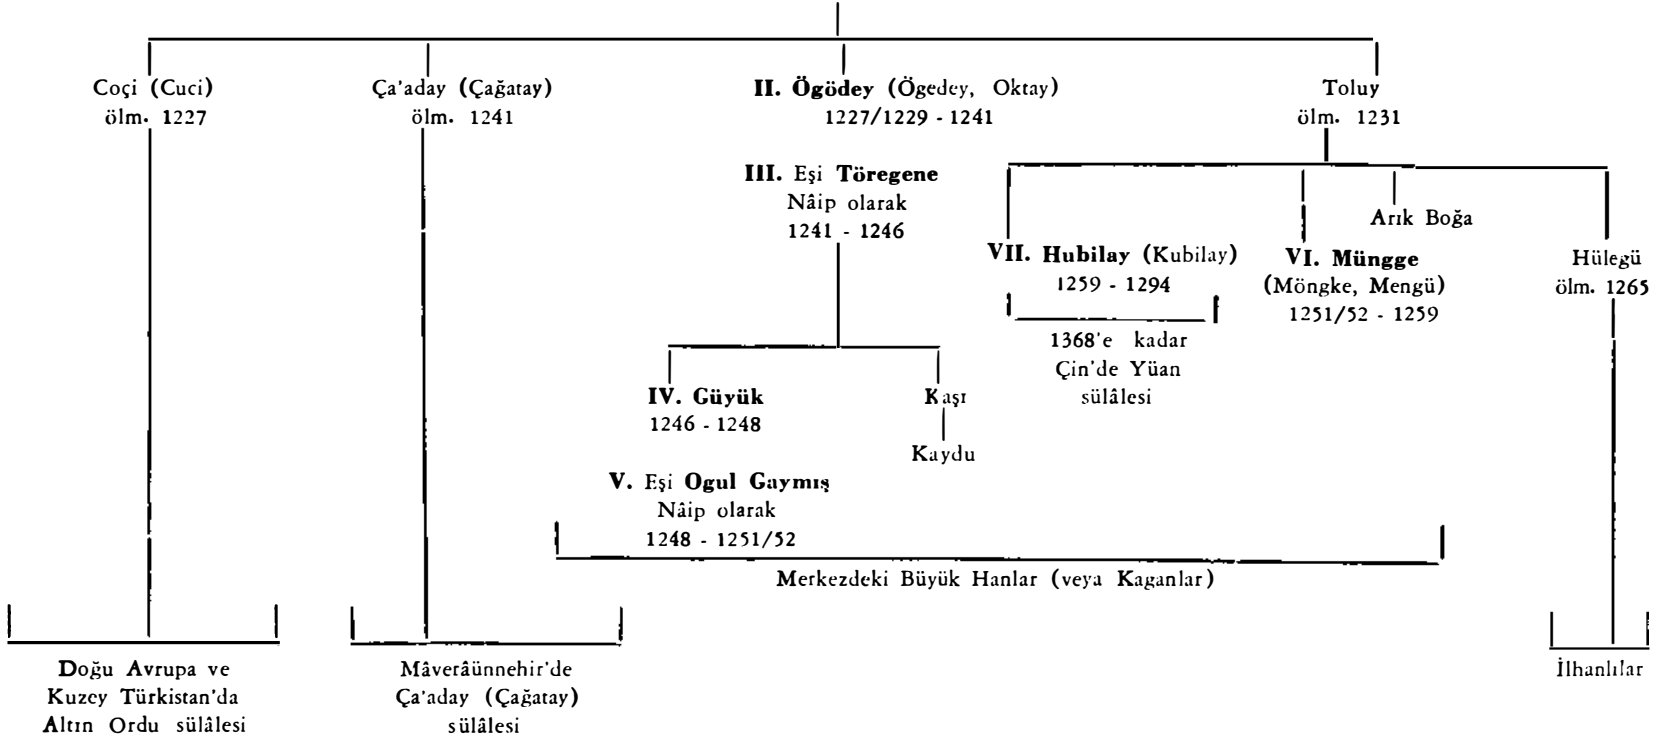 Coçi (Cuci)
ölm. 1227
Ça'aday (Çağatay)
ölm. 1241
II. Ögödey (Ögedey, Oktay)
1227/1229 - 1241
Toluy
ölm. 1231
III. Eşi Töregene
Nâip olarak
1241 - 1246
Arık Boğa
VII. Hubilay (Kubilay)
1259 - 1294
VI. Müngge
(Möngke, Mengü)
1251/52 - 1259
Hülegü
ölm. 1265
1368'e kadar
Çin'de Yüan
sülâlesi
IV. Güyük
1246 - 1248
Kaşı
Kaydu
V. Eşi Ogul Gaymış
Nâip olarak
1248 - 1251/52
Merkezdeki Büyük Hanlar (veya Kaganlar)
Doğu Avrupa ve
Kuzey Türkistan'da
Altın Ordu sülâlesi
Mâverâünnehir'de
Ça'aday (Çağatay)
sülâlesi
İlhanlılar